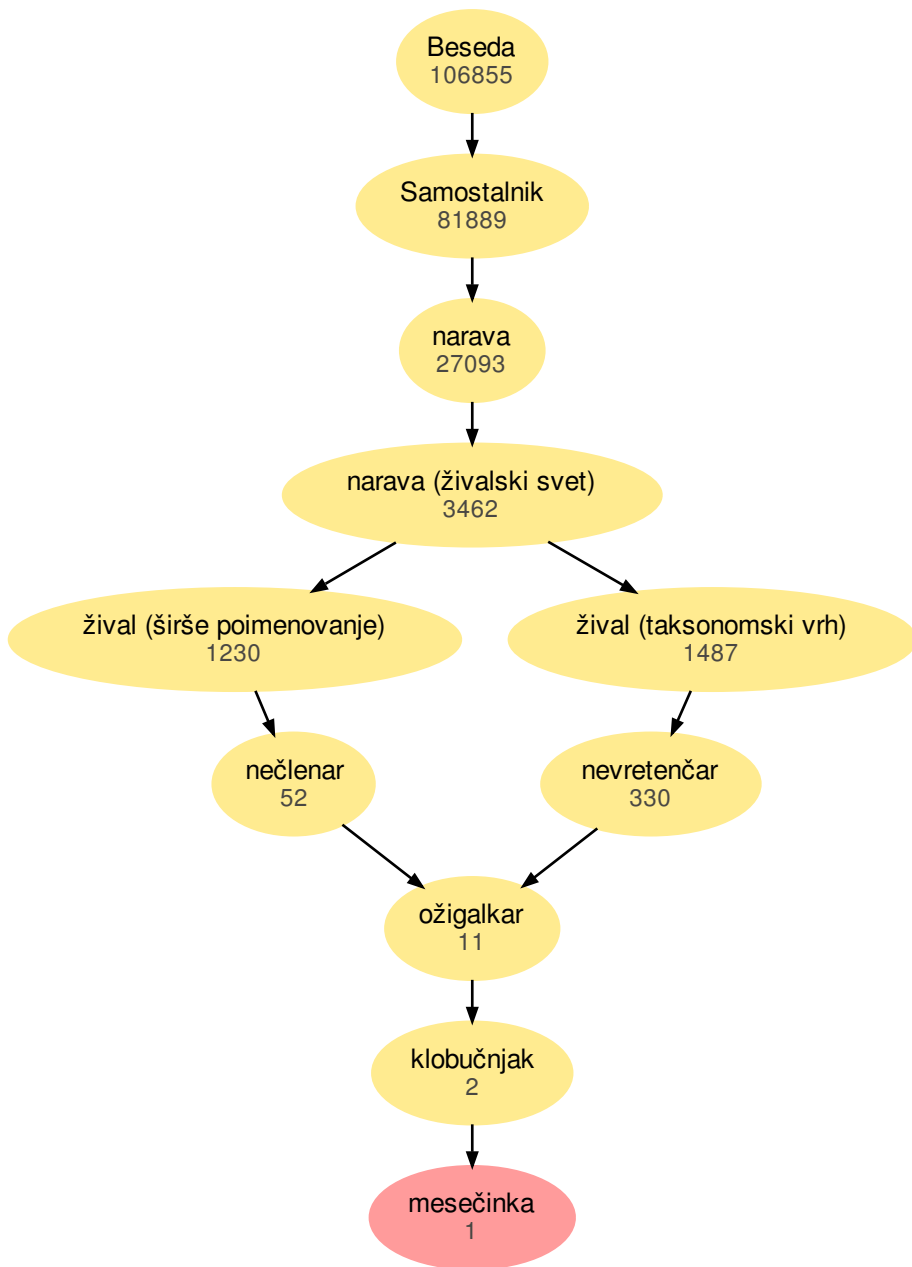 Beseda
106855
Samostalnik
81889
narava
27093
narava (živalski svet)
3462
žival (širše poimenovanje)
1230
žival (taksonomski vrh)
1487
nečlenar
52
nevretenčar
330
ožigalkar
11
klobučnjak
2
mesečinka
1